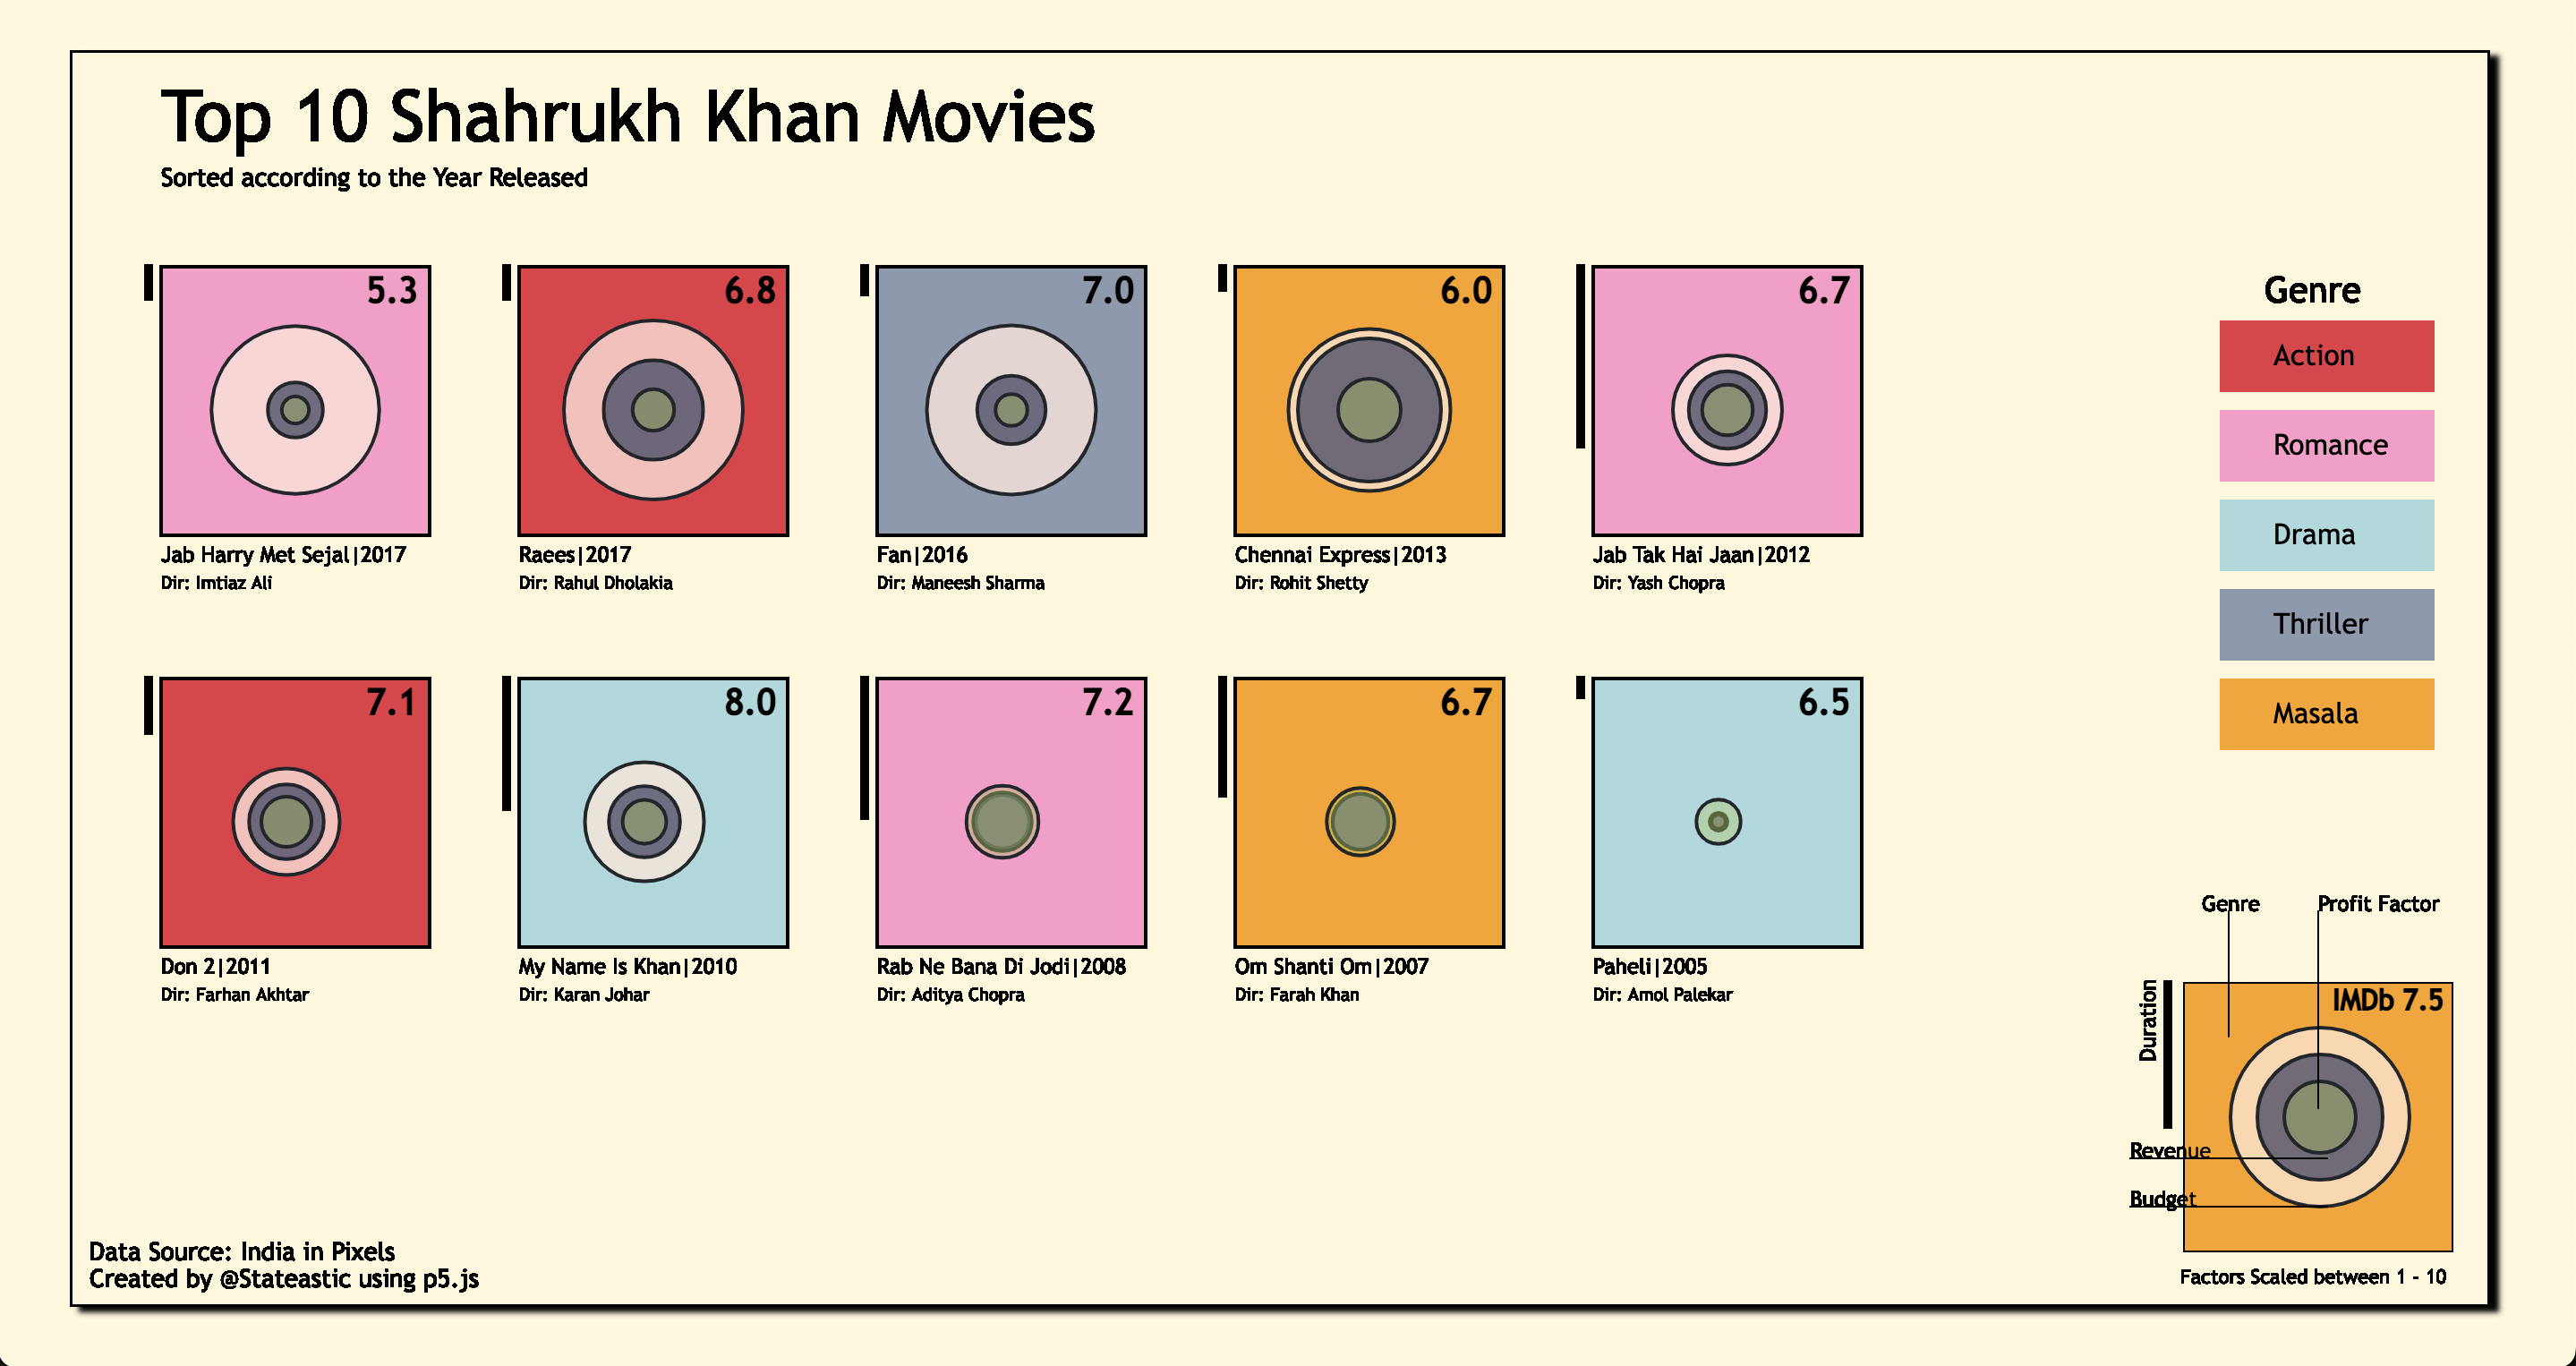 Top 10 Shahrukh Khan Movies
Sorted according to the Year Released
5.3
Jab Harry Met Sejal|2017
Dir: Imtiaz Ali
6.8
Raees|2017
Dir: Rahul Dholakia
7.0
Fan|2016
Dir: Maneesh Sharma
6.0
Chennai Express|2013
Dir: Rohit Shetty
6.7
Jab Tak Hai Jaan|2012
Dir: Yash Chopra
7.1
Don 2|2011
Dir: Farhan Akhtar
8.0
My Name Is Khan|2010
Dir: Karan Johar
7.2
Rab Ne Bana Di Jodi|2008
Dir: Aditya Chopra
6.7
Om Shanti Om|2007
Dir: Farah Khan
6.5
Paheli|2005
Dir: Amol Palekar
Genre
Action
Romance
Drama
Thriller
Masala
Genre
Profit Factor
Duration
IMDb 7.5
Revenue
Budget
Factors Scaled between 1 - 10
Data Source: India in Pixels
Created by @Stateastic using p5.js